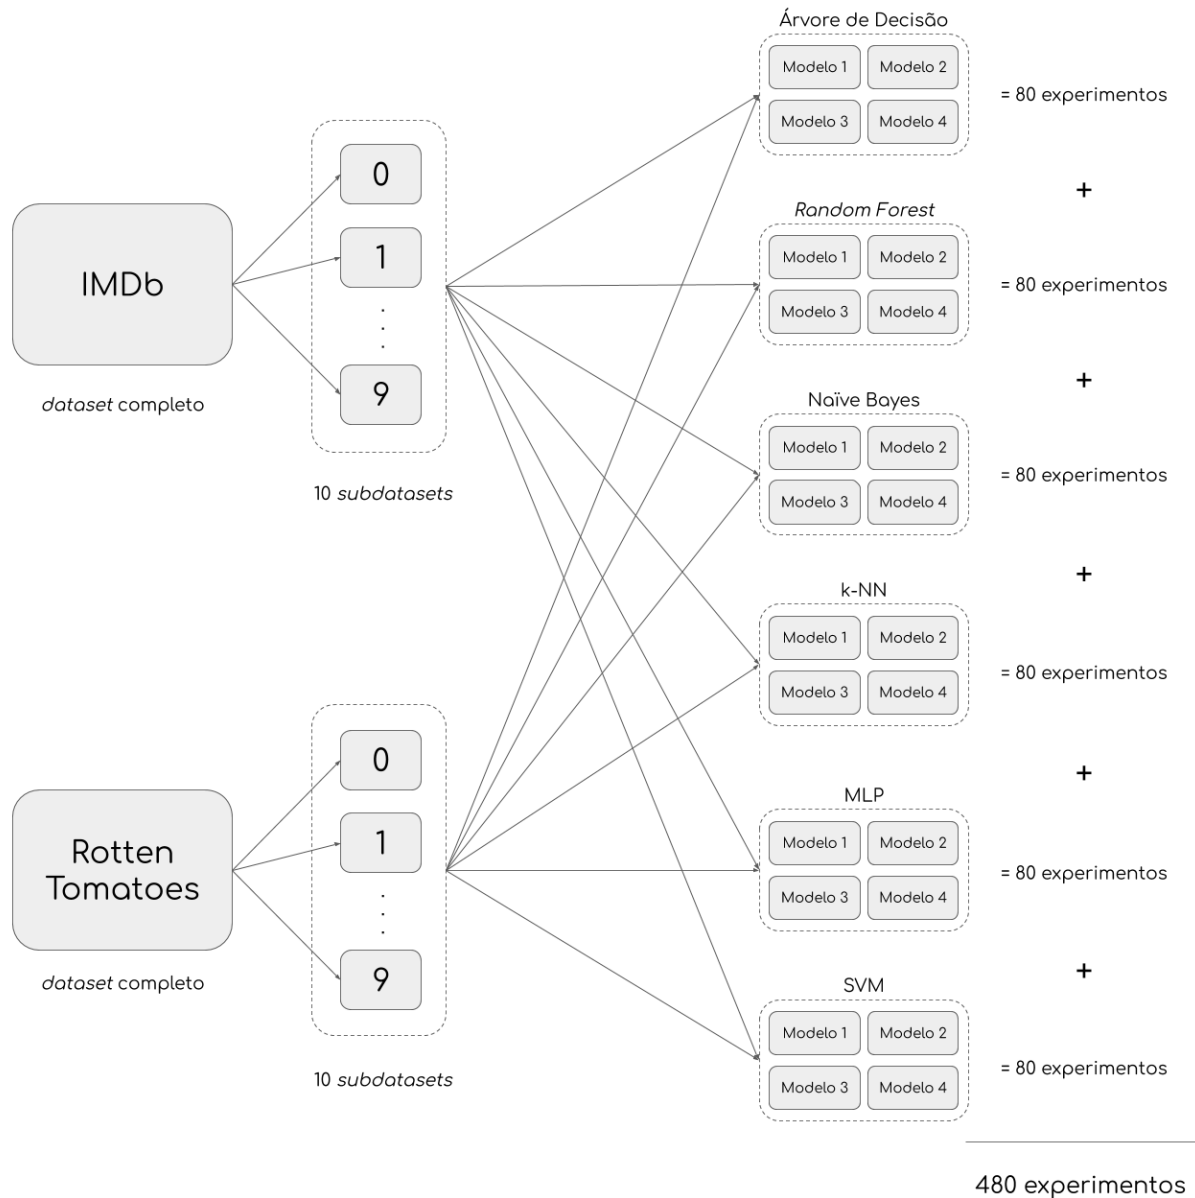 IMDb
dataset completo
0
1
9
10 subdatasets
Rotten
Tomatoes
dataset completo
0
1
9
10 subdatasets
Árvore de Decisão
Modelo 1 Modelo 2
Modelo 3 Modelo 4
= 80 experimentos
+
Random Forest
Modelo 1 Modelo 2
Modelo 3 Modelo 4
= 80 experimentos
+
Naïve Bayes
Modelo 1 Modelo 2
Modelo 3 Modelo 4
= 80 experimentos
+
k-NN
Modelo 1 Modelo 2
Modelo 3 Modelo 4
= 80 experimentos
+
MLP
Modelo 1 Modelo 2
Modelo 3 Modelo 4
= 80 experimentos
+
SVM
Modelo 1 Modelo 2
Modelo 3 Modelo 4
= 80 experimentos
480 experimentos